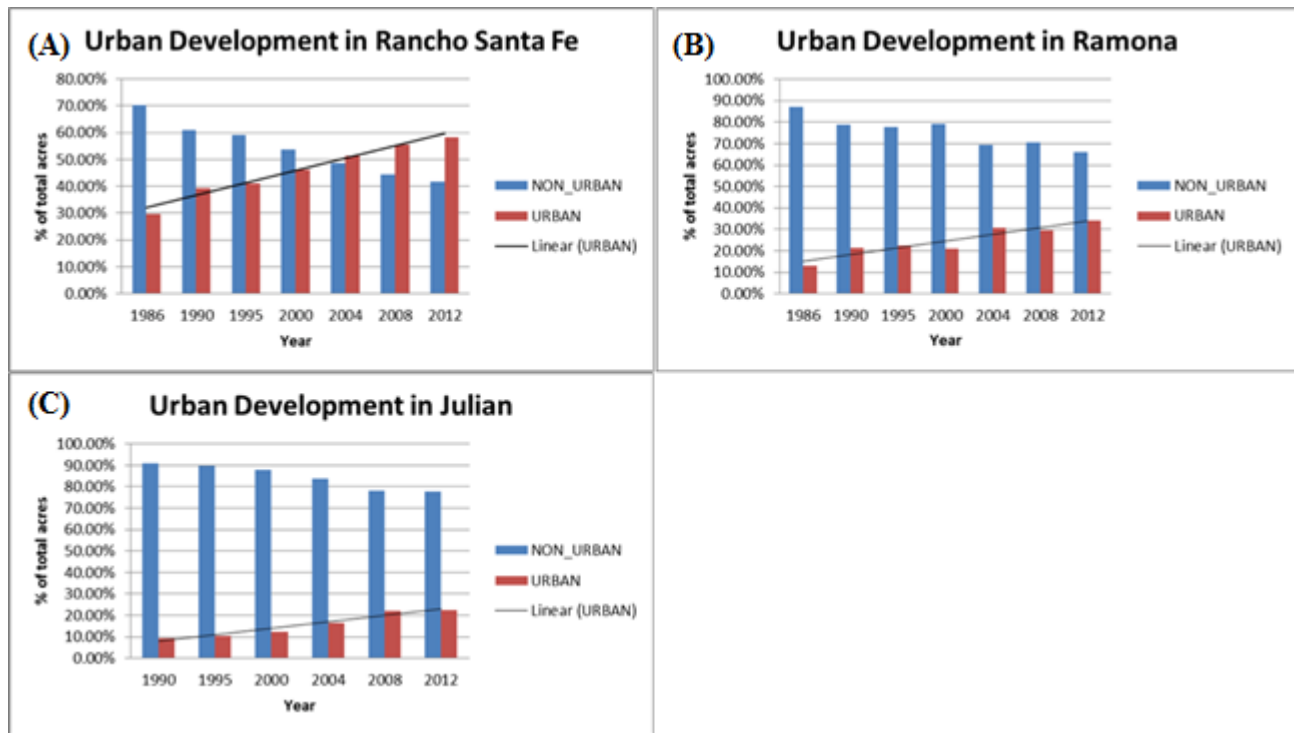 (A) Urban Development in Rancho Santa Fe
80.00%
70.00%
60.00%
50.00%
40.00%
30.00%
20.00%
10.00%
0.00%
% of total acres
1986 1990 1995 2000 2004 2008 2012
Year
NON_URBAN
URBAN
Linear (URBAN)
(B) Urban Development in Ramona
100.00%
90.00%
80.00%
70.00%
60.00%
50.00%
40.00%
30.00%
20.00%
10.00%
0.00%
% of total acres
1986 1990 1995 2000 2004 2008 2012
Year
NON_URBAN
URBAN
Linear (URBAN)
(C) Urban Development in Julian
100.00%
90.00%
80.00%
70.00%
60.00%
50.00%
40.00%
30.00%
20.00%
10.00%
0.00%
% of total acres
1990 1995 2000 2004 2008 2012
Year
NON_URBAN
URBAN
Linear (URBAN)